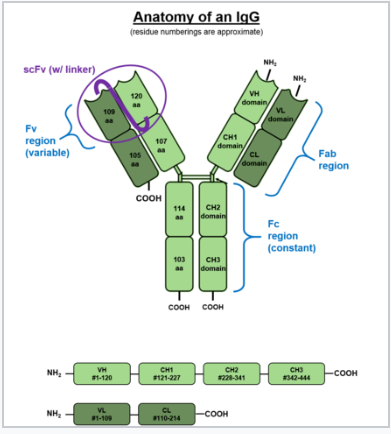 Anatomy of an IgG
(residue numberings are approximate)
NH2
scFv (w/ linker)
NH2
120
aa
VH
domain
109
aa
VL
domain
Fv
region
(variable)
107
aa
CH1
domain
105
aa
CL
domain
Fab
region
COOH
114
aa
CH2
domain
Fc
region
(constant)
103
aa
CH3
domain
COOH COOH
NH2 VH CH1 CH2 CH3 COOH
#1-120 #121-227 #228-341 #342-444
NH2 VL CL COOH
#1-109 #110-214